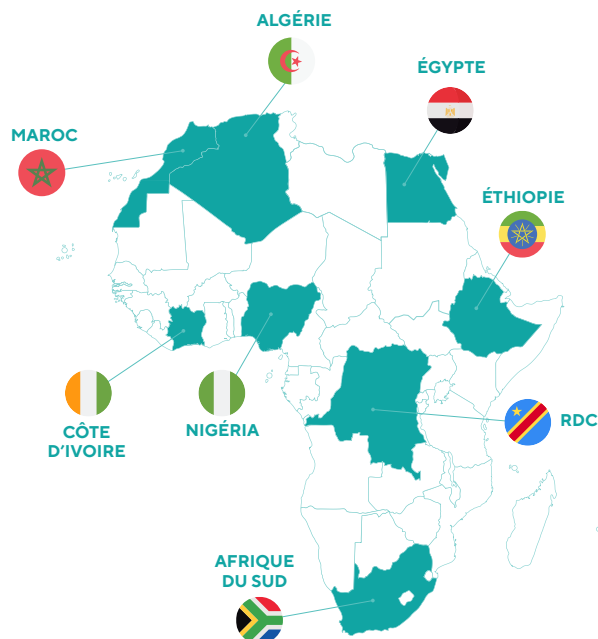 ALGÉRIE
ÉGYPTE
MAROC
ÉTHIOPIE
CÔTE
D'IVOIRE
NIGÉRIA
RDC
AFRIQUE
DU SUD